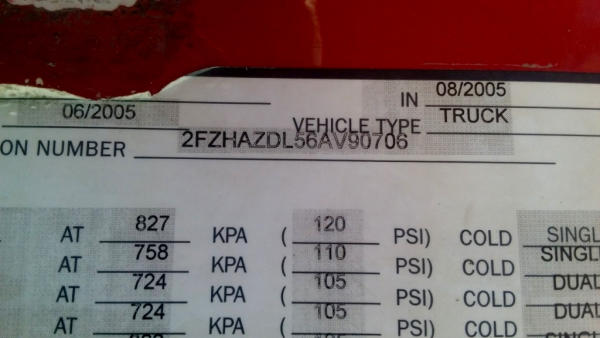 IN 08/2005
06/2005
VEHICLE TYPE TRUCK
ON NUMBER 2FZHAZDL56AV90706
AT 827 KPA ( 120 PSI) COLD SINGL
AT 758 KPA ( 110 PSI) COLD SINGL
AT 724 KPA ( 105 PSI) COLD DUAL
AT 724 KPA ( 105 PSI) COLD DUAL